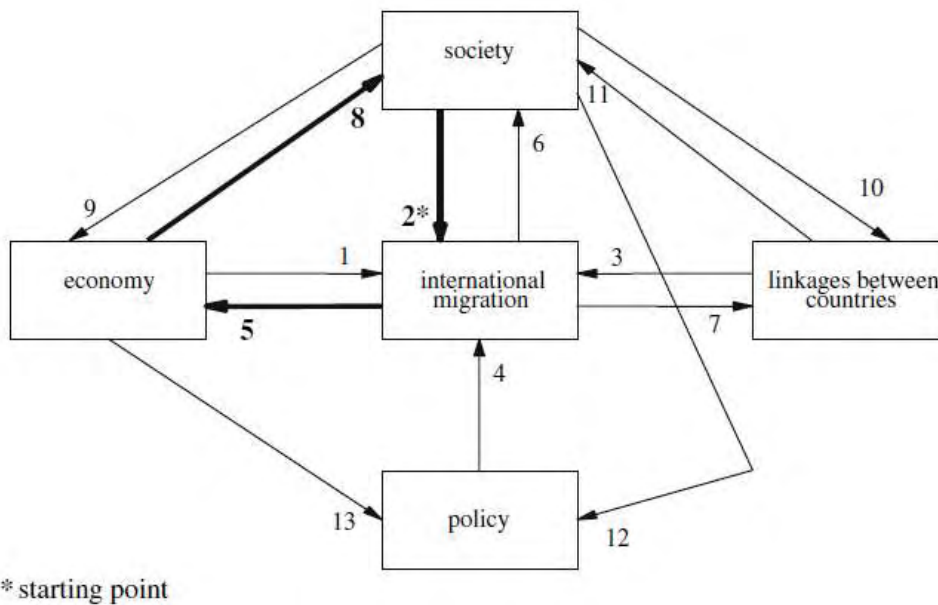 society
8
6
11
9
10
2*
economy
1
international
migration
3
linkages between
countries
5
7
4
13
policy
12
* starting point